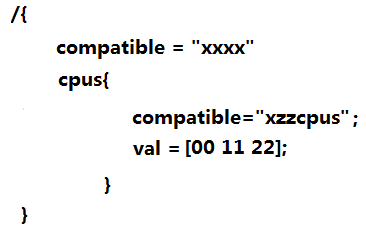 /{
compatible = "xxxx"
cpus{
compatible="xzzcpus";
val = [00 11 22];
}
}